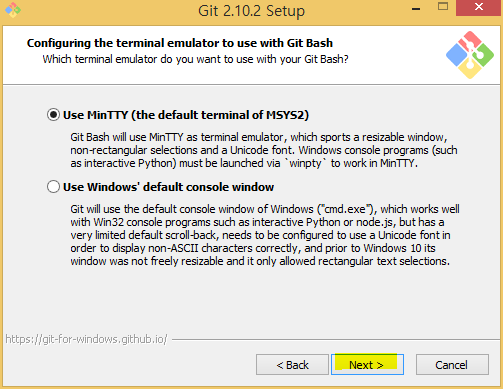 Git 2.10.2 Setup
Configuring the terminal emulator to use with Git Bash
Which terminal emulator do you want to use with your Git Bash?
Use MinTTY (the default terminal of MSYS2)
Git Bash will use MinTTY as terminal emulator, which sports a resizable window,
non-rectangular selections and a Unicode font. Windows console programs (such
as interactive Python) must be launched via `winpty` to work in MinTTY.
Use Windows' default console window
Git will use the default console window of Windows ("cmd.exe"), which works well
with Win32 console programs such as interactive Python or node.js, but has a
very limited default scroll-back, needs to be configured to use a Unicode font in
order to display non-ASCII characters correctly, and prior to Windows 10 its
window was not freely resizable and it only allowed rectangular text selections.
https://git-for-windows.github.io/
< Back
Next >
Cancel